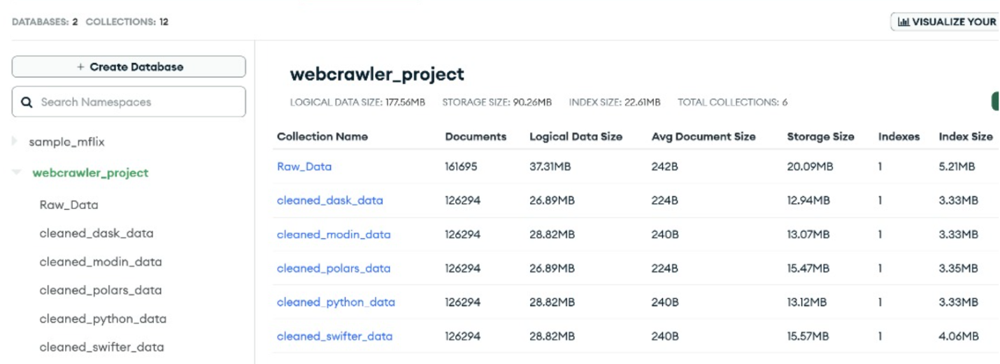 DATABASES: 2 COLLECTIONS: 12
VISUALIZE YOUR
+ Create Database
Search Namespaces
sample_mflix
webcrawler_project
Raw_Data
cleaned_dask_data
cleaned_modin_data
cleaned_polars_data
cleaned_python_data
cleaned_swifter_data
webcrawler_project
LOGICAL DATA SIZE: 177.56MB STORAGE SIZE: 90.26MB INDEX SIZE: 22.61MB TOTAL COLLECTIONS: 6
Collection Name Documents Logical Data Size Avg Document Size Storage Size Indexes Index Size
Raw_Data 161695 37.31MB 242B 20.09MB 1 5.21MB
cleaned_dask_data 126294 26.89MB 224B 12.94MB 1 3.33MB
cleaned_modin_data 126294 28.82MB 240B 13.07MB 1 3.33MB
cleaned_polars_data 126294 26.89MB 224B 15.47MB 1 3.35MB
cleaned_python_data 126294 28.82MB 240B 13.12MB 1 3.33MB
cleaned_swifter_data 126294 28.82MB 240B 15.57MB 1 4.06MB